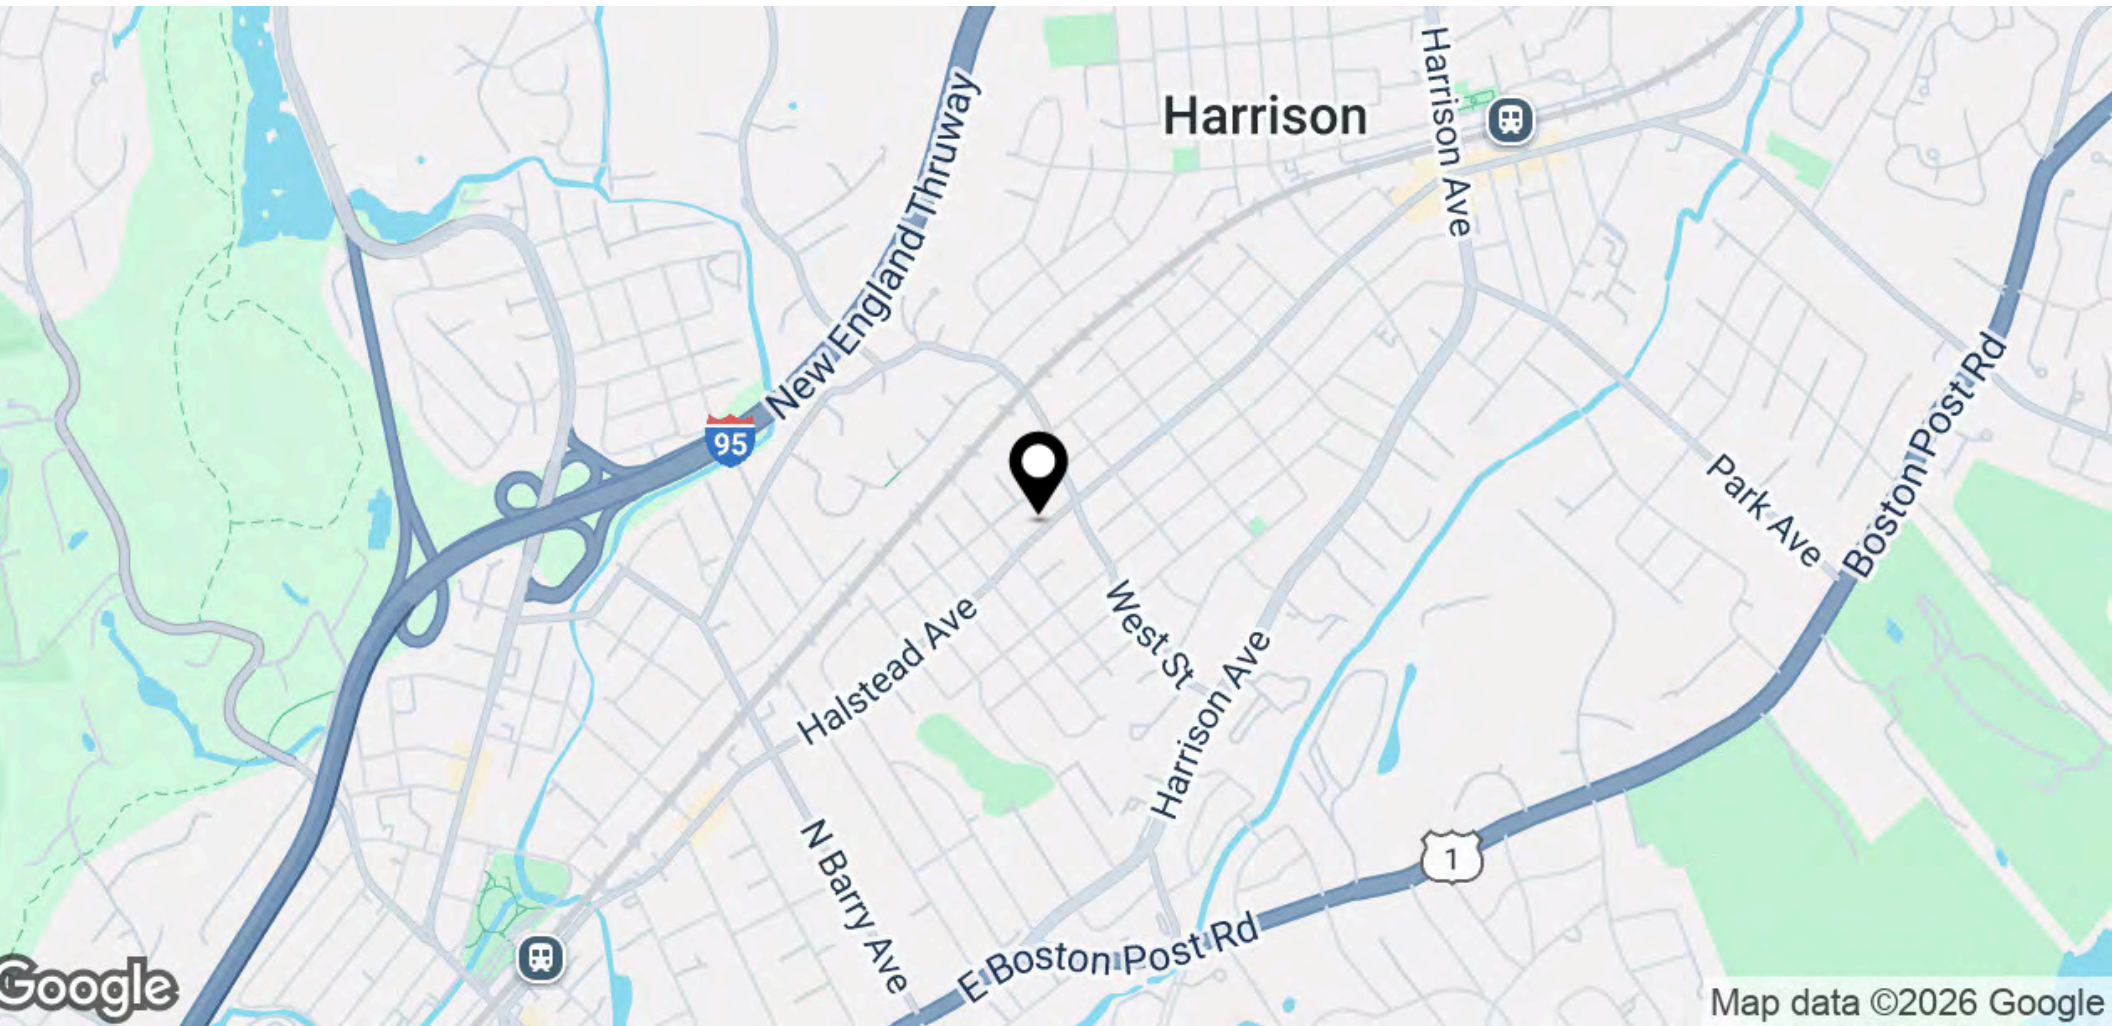 Harrison
Harrison Ave
New England Thruway
95
Boston Post Rd
Park Ave
West St
Halstead Ave
Harrison Ave
N Barry Ave
1
E Boston Post Rd
Google
Map data ©2026 Google